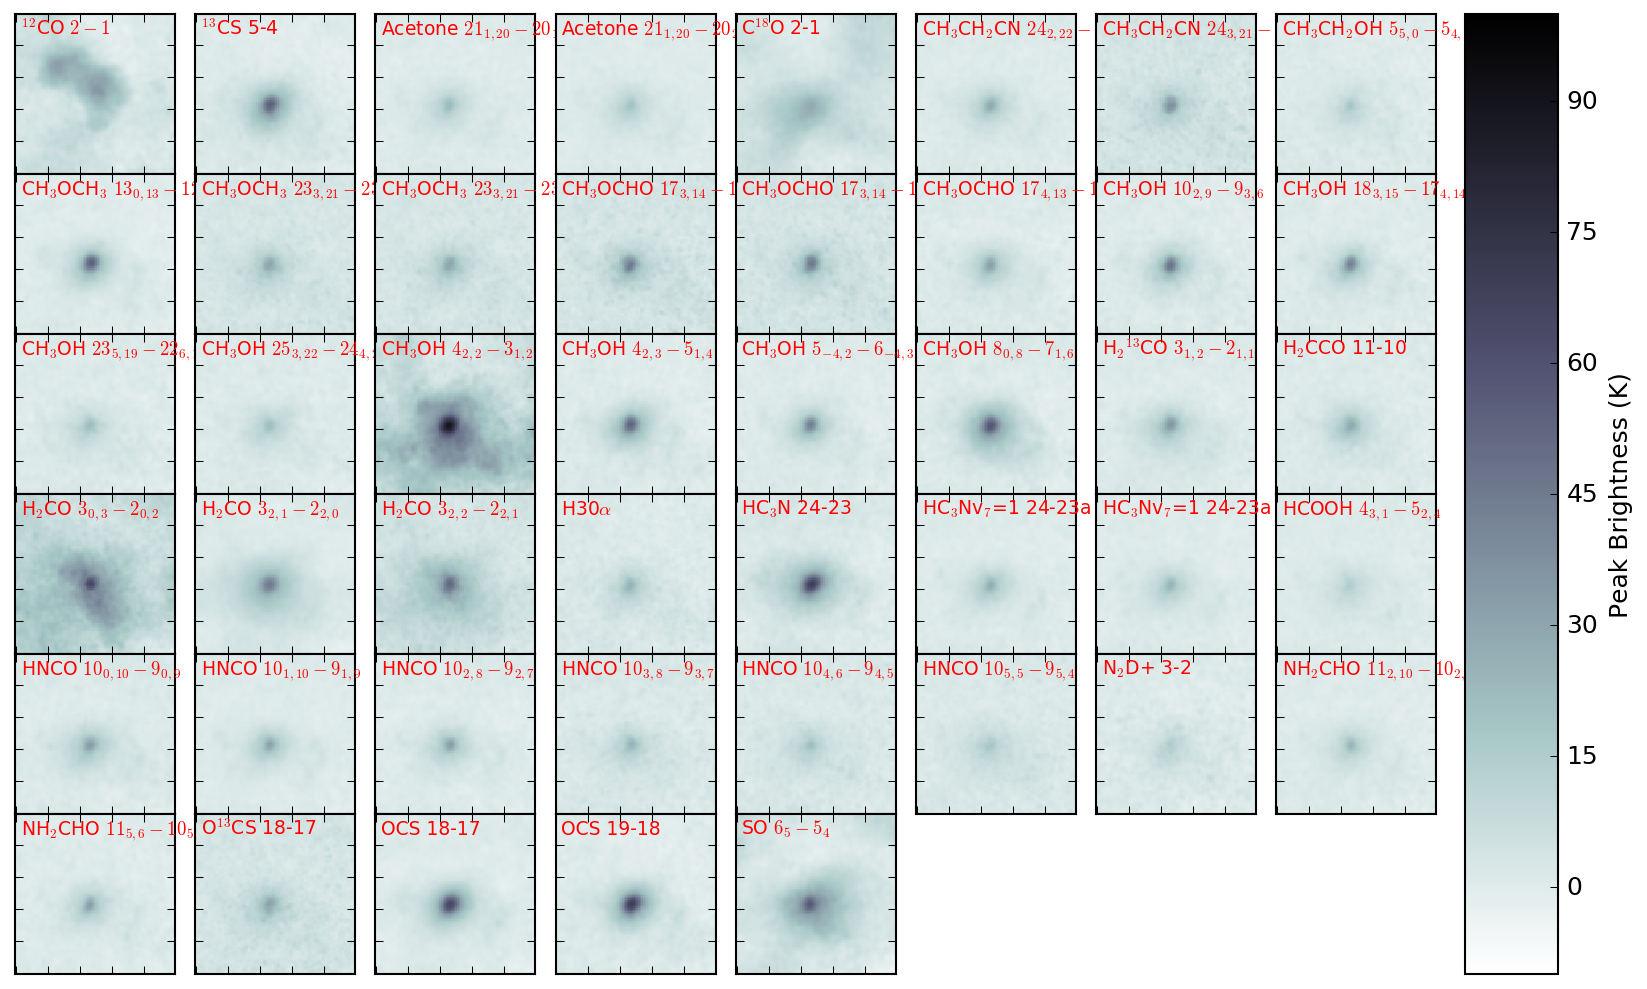 ¹²CO 2 − 1
¹³CS 5-4
Acetone 21₁,₂₀ − 20
Acetone 21₁,₂₀ − 20
C¹⁸O 2-1
CH₃CH₂CN 24₂,₂₂ −
CH₃CH₂CN 24₃,₂₁ −
CH₃CH₂OH 5₅,₀ − 5₄,
CH₃OCH₃ 13₀,₁₃ − 12
CH₃OCH₃ 23₃,₂₁ − 23
CH₃OCH₃ 23₃,₂₁ − 23
CH₃OCHO 17₃,₁₄ − 1
CH₃OCHO 17₃,₁₄ − 1
CH₃OCHO 17₄,₁₃ − 1
CH₃OH 10₂,₉ − 9₃,₆
CH₃OH 18₃,₁₅ − 17₄,₁₄
CH₃OH 23₅,₁₉ − 22₆,
CH₃OH 25₃,₂₂ − 24₄,
CH₃OH 4₂,₂ − 3₁,₂
CH₃OH 4₂,₃ − 5₁,₄
CH₃OH 5₋₄,₂ − 6₋₄,₃
CH₃OH 8₀,₈ − 7₁,₆
H₂¹³CO 3₁,₂ − 2₁,₁
H₂CCO 11-10
H₂CO 3₀,₃ − 2₀,₂
H₂CO 3₂,₁ − 2₂,₀
H₂CO 3₂,₂ − 2₂,₁
H30α
HC₃N 24-23
HC₃Nv₇=1 24-23a
HC₃Nv₇=1 24-23a
HCOOH 4₃,₁ − 5₂,₄
HNCO 10₀,₁₀ − 9₀,₉
HNCO 10₁,₁₀ − 9₁,₉
HNCO 10₂,₈ − 9₂,₇
HNCO 10₃,₈ − 9₃,₇
HNCO 10₄,₆ − 9₄,₅
HNCO 10₅,₅ − 9₅,₄
N₂D+ 3-2
NH₂CHO 11₂,₁₀ − 10₂,
NH₂CHO 11₅,₆ − 10₅
O¹³CS 18-17
OCS 18-17
OCS 19-18
SO 6₅ − 5₄
90
75
60
45
30
15
0
Peak Brightness (K)